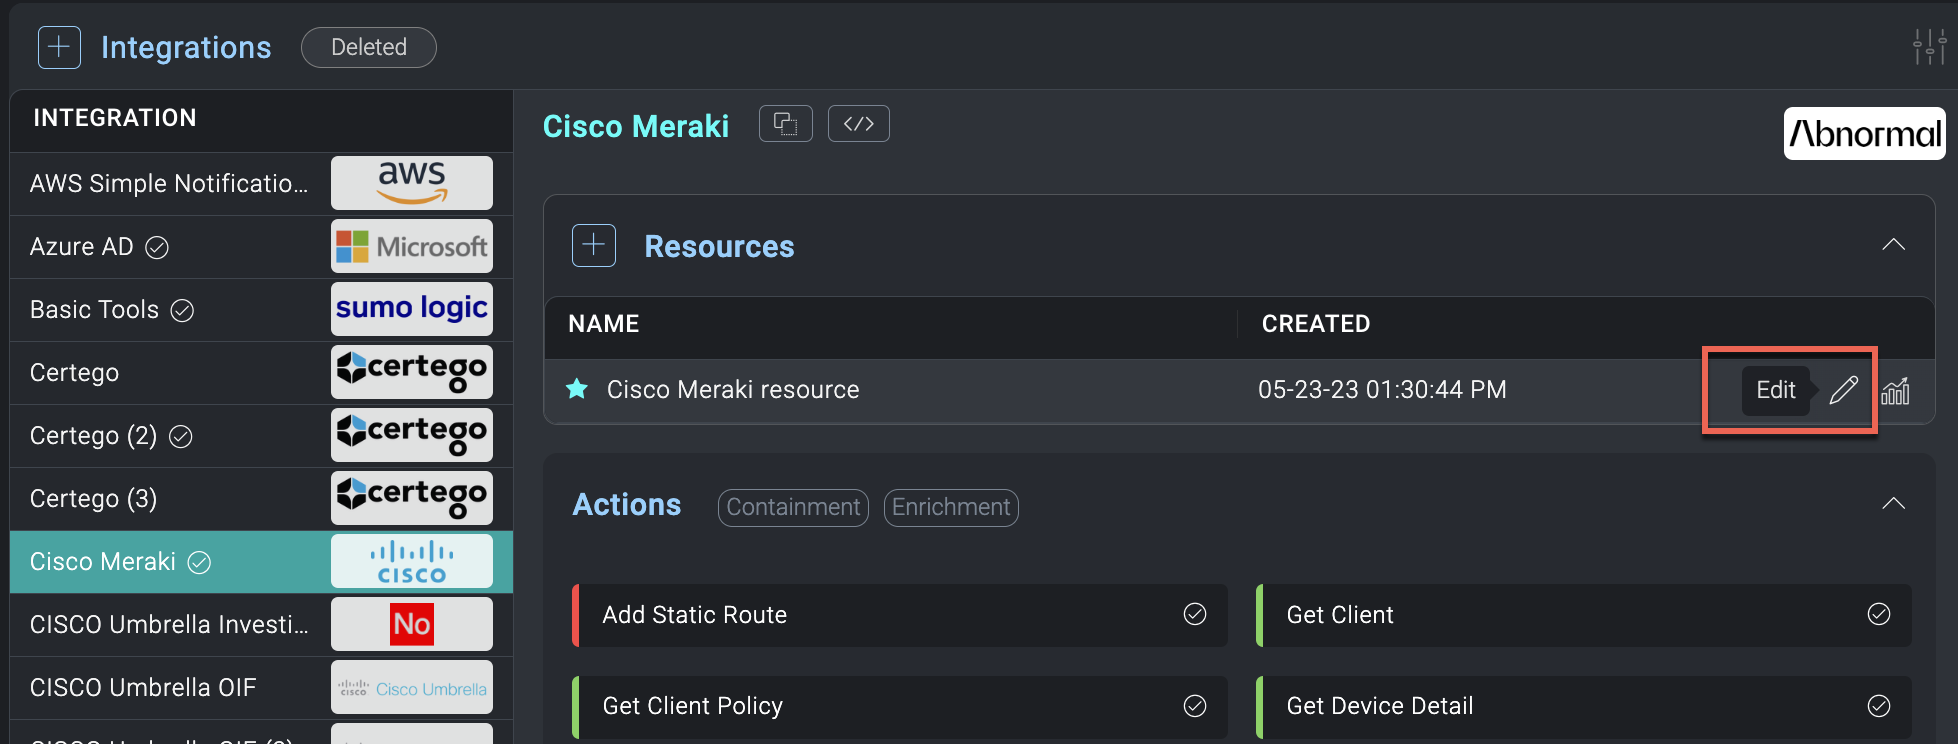 Integrations Deleted
INTEGRATION
AWS Simple Notificatio... aws
Azure AD Microsoft
Basic Tools sumo logic
Certego certego
Certego (2) certego
Certego (3) certego
Cisco Meraki CISCO
CISCO Umbrella Investi... No
CISCO Umbrella OIF CISCO Cisco Umbrella
Cisco Meraki </> Abnormal
Resources
NAME CREATED
Cisco Meraki resource 05-23-23 01:30:44 PM Edit
Actions Containment Enrichment
Add Static Route Get Client
Get Client Policy Get Device Detail